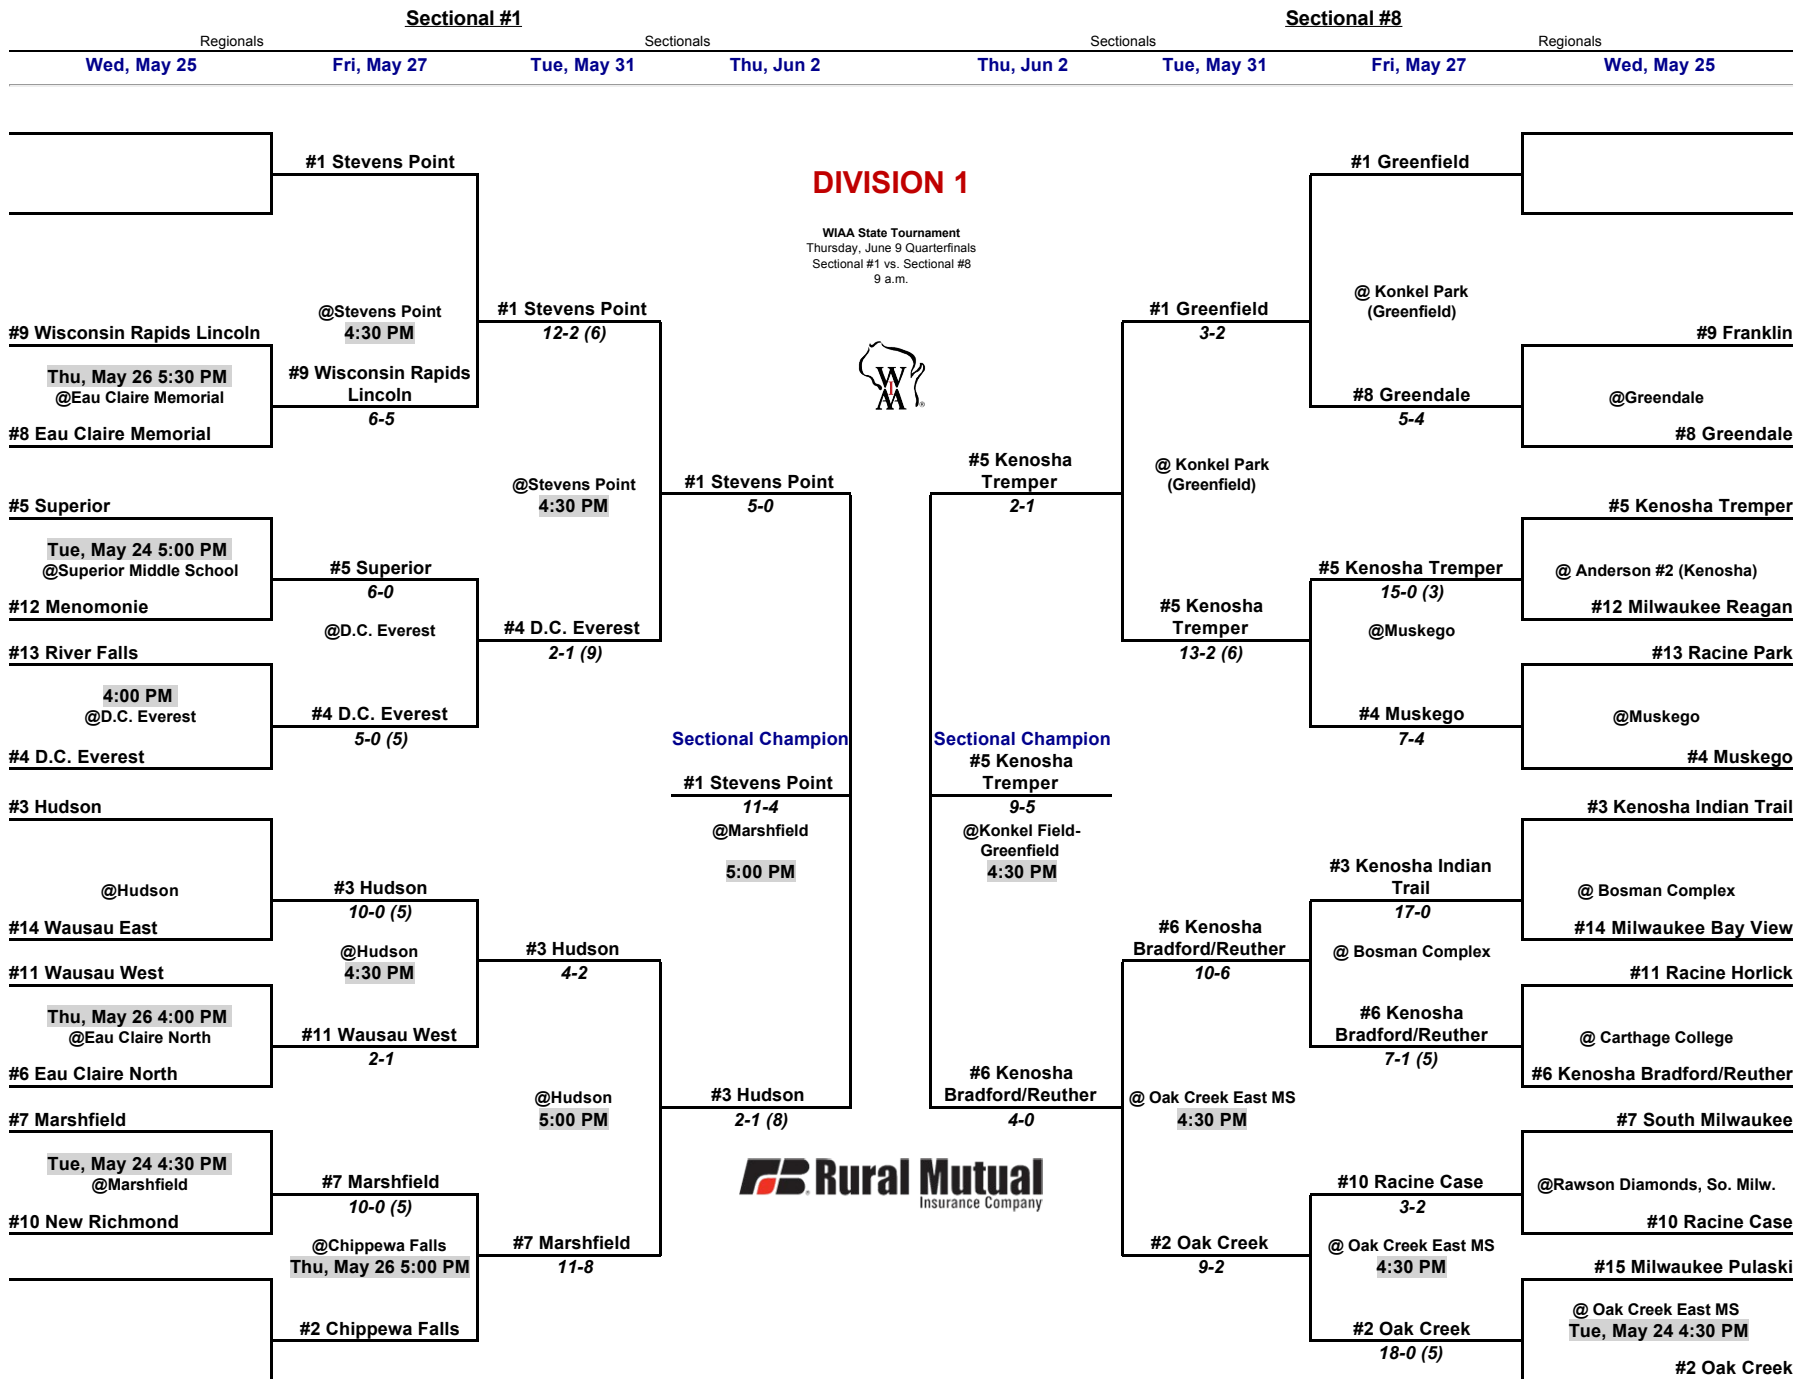 Sectional #1
Sectional #8
Regionals
Sectionals
Sectionals
Regionals
Wed, May 25
Fri, May 27
Tue, May 31
Thu, Jun 2
Thu, Jun 2
Tue, May 31
Fri, May 27
Wed, May 25
#1 Stevens Point
#1 Greenfield
DIVISION 1
WIAA State Tournament
Thursday, June 9 Quarterfinals
Sectional #1 vs. Sectional #8
9 a.m.
@Stevens Point
4:30 PM
#1 Stevens Point
12-2 (6)
#1 Greenfield
3-2
@ Konkel Park
(Greenfield)
#9 Wisconsin Rapids Lincoln
#9 Franklin
Thu, May 26 5:30 PM
@Eau Claire Memorial
#9 Wisconsin Rapids
Lincoln
6-5
W
I
AA
®
#8 Greendale
5-4
@Greendale
#8 Eau Claire Memorial
#8 Greendale
@Stevens Point
4:30 PM
#1 Stevens Point
5-0
#5 Kenosha
Tremper
2-1
@ Konkel Park
(Greenfield)
#5 Superior
#5 Kenosha Tremper
Tue, May 24 5:00 PM
@Superior Middle School
#5 Superior
6-0
#5 Kenosha Tremper
15-0 (3)
@ Anderson #2 (Kenosha)
#12 Menomonie
#12 Milwaukee Reagan
@D.C. Everest
#4 D.C. Everest
2-1 (9)
#5 Kenosha
Tremper
13-2 (6)
@Muskego
#13 River Falls
#13 Racine Park
4:00 PM
@D.C. Everest
#4 D.C. Everest
5-0 (5)
#4 Muskego
7-4
@Muskego
#4 D.C. Everest
#4 Muskego
Sectional Champion
#1 Stevens Point
11-4
@Marshfield
5:00 PM
Sectional Champion
#5 Kenosha
Tremper
9-5
@Konkel Field-
Greenfield
4:30 PM
#3 Hudson
#3 Kenosha Indian Trail
@Hudson
#3 Hudson
10-0 (5)
#3 Kenosha Indian
Trail
17-0
@ Bosman Complex
#14 Wausau East
#14 Milwaukee Bay View
@Hudson
4:30 PM
#3 Hudson
4-2
#6 Kenosha
Bradford/Reuther
10-6
@ Bosman Complex
#11 Wausau West
#11 Racine Horlick
Thu, May 26 4:00 PM
@Eau Claire North
#11 Wausau West
2-1
#6 Kenosha
Bradford/Reuther
7-1 (5)
@ Carthage College
#6 Eau Claire North
#6 Kenosha Bradford/Reuther
@Hudson
5:00 PM
#3 Hudson
2-1 (8)
#6 Kenosha
Bradford/Reuther
4-0
@ Oak Creek East MS
4:30 PM
#7 Marshfield
#7 South Milwaukee
Tue, May 24 4:30 PM
@Marshfield
#7 Marshfield
10-0 (5)
Rural Mutual
Insurance Company
#10 Racine Case
3-2
@Rawson Diamonds, So. Milw.
#10 New Richmond
#10 Racine Case
@Chippewa Falls
Thu, May 26 5:00 PM
#7 Marshfield
11-8
#2 Oak Creek
9-2
@ Oak Creek East MS
4:30 PM
#15 Milwaukee Pulaski
#2 Chippewa Falls
#2 Oak Creek
18-0 (5)
@ Oak Creek East MS
Tue, May 24 4:30 PM
#2 Oak Creek